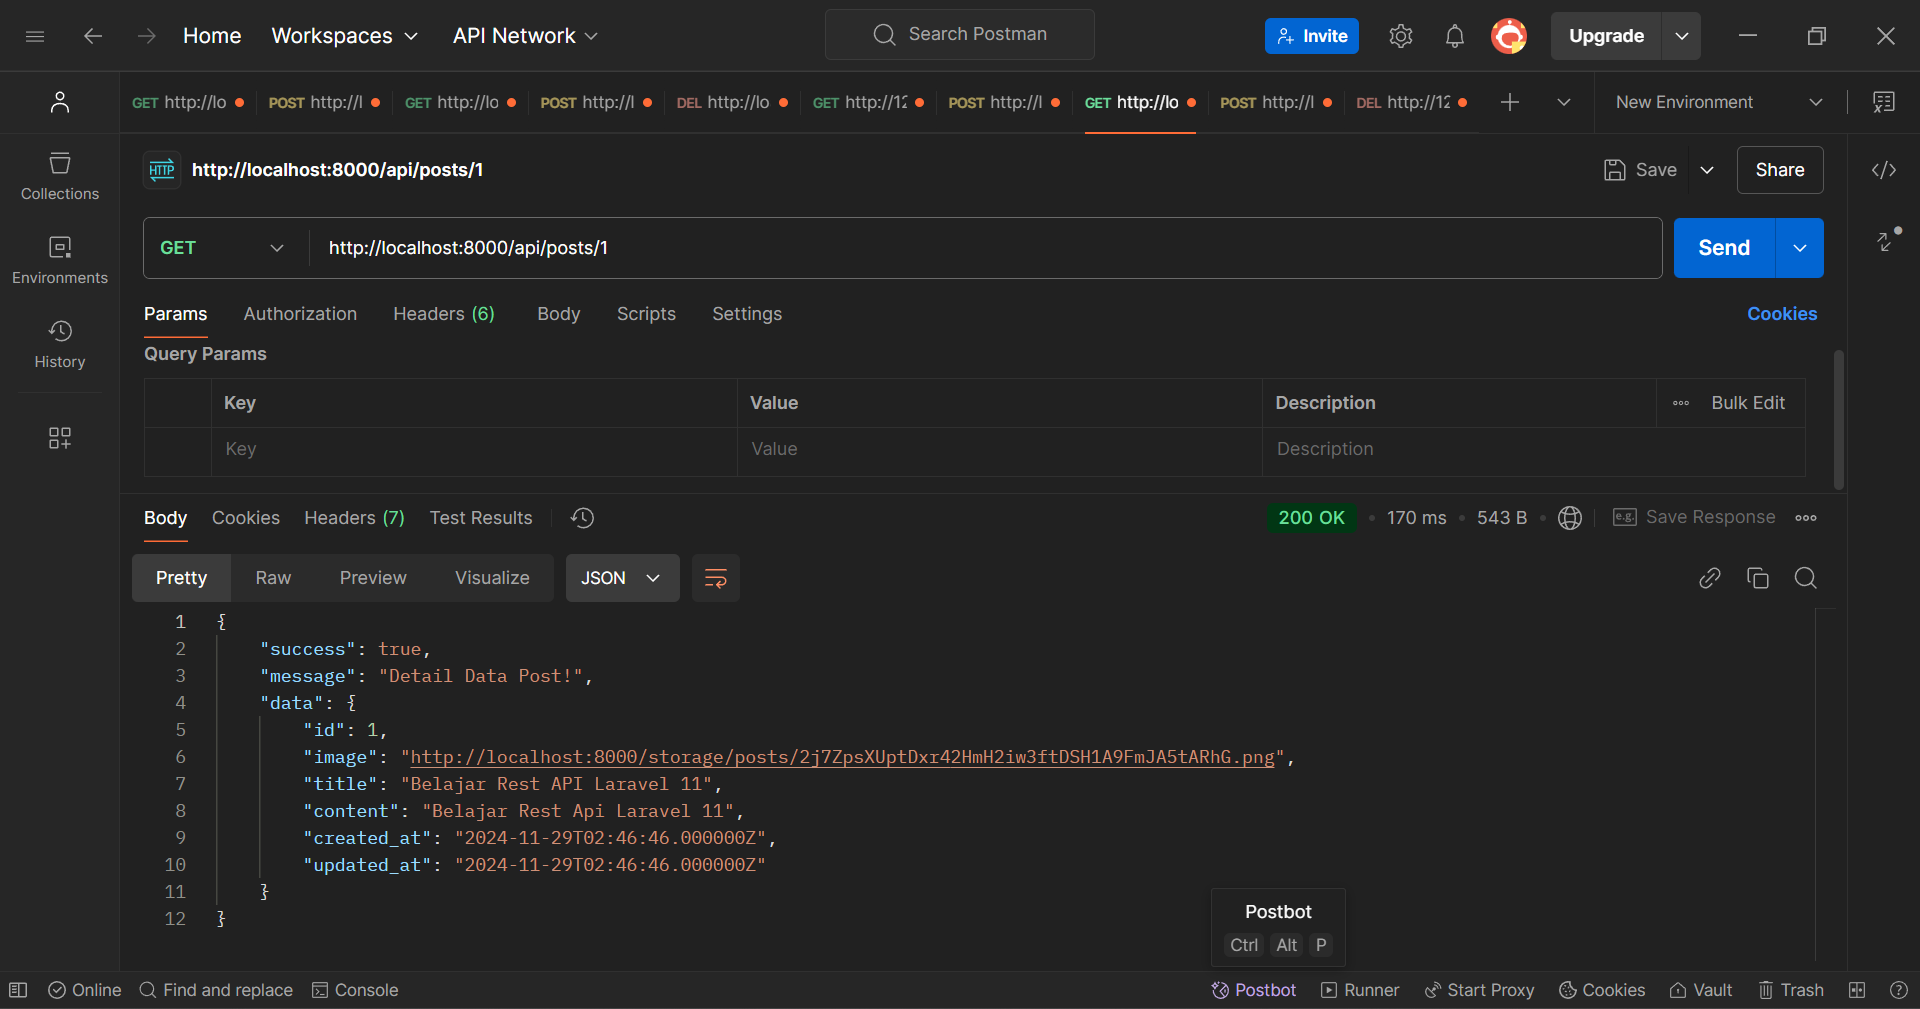 Home Workspaces API Network Search Postman Invite Upgrade
GET http://lo POST http://l GET http://lo POST http://l DEL http://lo GET http://12 POST http://l GET http://lo POST http://l DEL http://12 New Environment
HTTP http://localhost:8000/api/posts/1 Save Share
Collections
GET http://localhost:8000/api/posts/1 Send
Environments
Params Authorization Headers (6) Body Scripts Settings Cookies
History
Query Params
Key Value Description Bulk Edit
Key Value Description
Body Cookies Headers (7) Test Results 200 OK 170 ms 543 B e.g. Save Response
Pretty Raw Preview Visualize JSON
1 {
2 "success": true,
3 "message": "Detail Data Post!",
4 "data": {
5 "id": 1,
6 "image": "http://localhost:8000/storage/posts/2j7ZpsXUptDxr42HmH2iw3ftDSH1A9FmJA5tARhG.png",
7 "title": "Belajar Rest API Laravel 11",
8 "content": "Belajar Rest Api Laravel 11",
9 "created_at": "2024-11-29T02:46:46.000000Z",
10 "updated_at": "2024-11-29T02:46:46.000000Z"
11 }
12 }
Postbot
Ctrl Alt P
Online Find and replace Console Postbot Runner Start Proxy Cookies Vault Trash